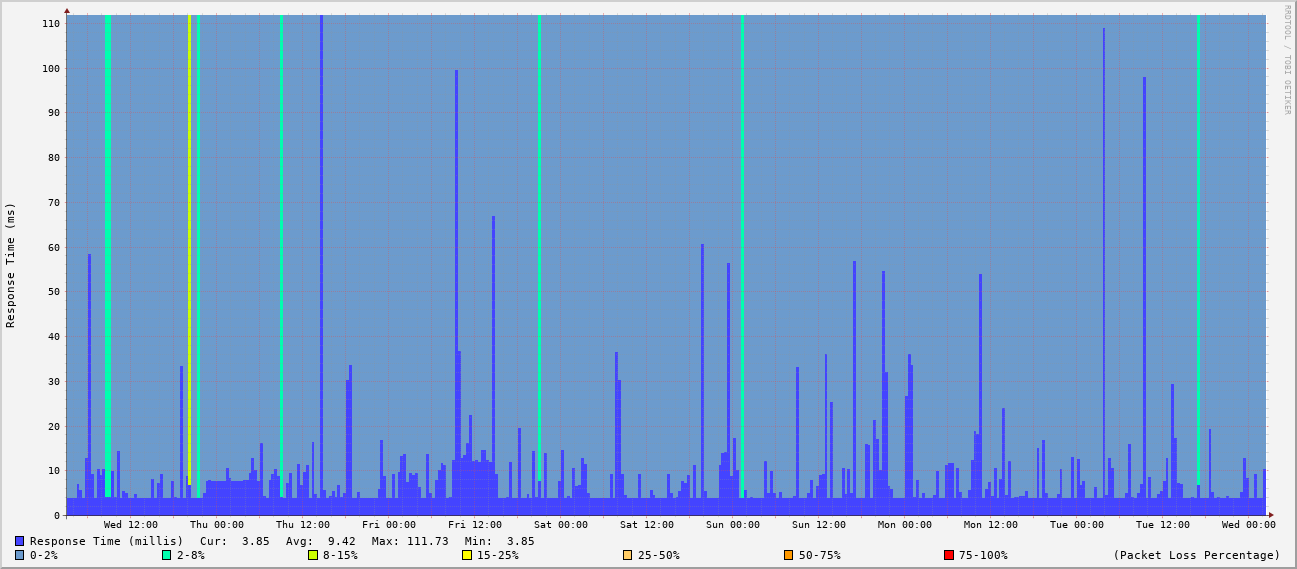 RRDTOOL / TOBI OETIKER
Response Time (ms)
110
100
90
80
70
60
50
40
30
20
10
0
Wed 12:00 Thu 00:00 Thu 12:00 Fri 00:00 Fri 12:00 Sat 00:00 Sat 12:00 Sun 00:00 Sun 12:00 Mon 00:00 Mon 12:00 Tue 00:00 Tue 12:00 Wed 00:00
Response Time (millis) Cur: 3.85 Avg: 9.42 Max: 111.73 Min: 3.85
0-2% 2-8% 8-15% 15-25% 25-50% 50-75% 75-100% (Packet Loss Percentage)